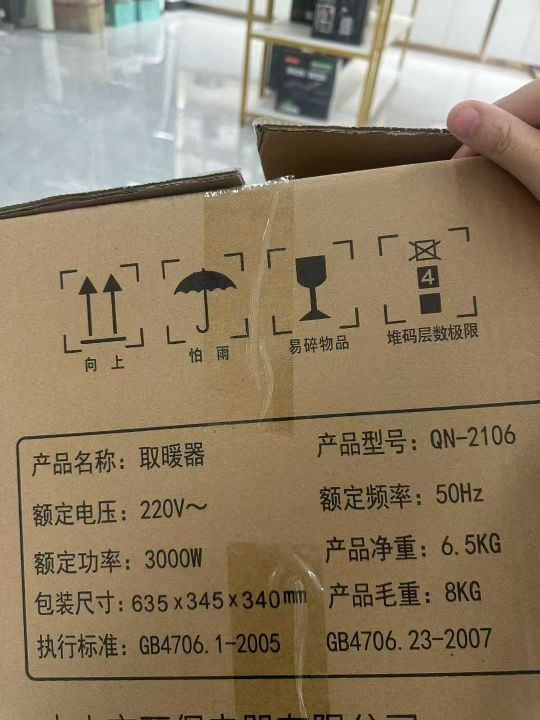 4
向上 怕雨 易碎物品 堆码层数极限
产品名称：取暖器 产品型号：QN-2106
额定电压：220V～ 额定频率：50Hz
额定功率：3000W 产品净重：6.5KG
包装尺寸：635x345x340mm 产品毛重：8KG
执行标准：GB4706.1-2005 GB4706.23-2007